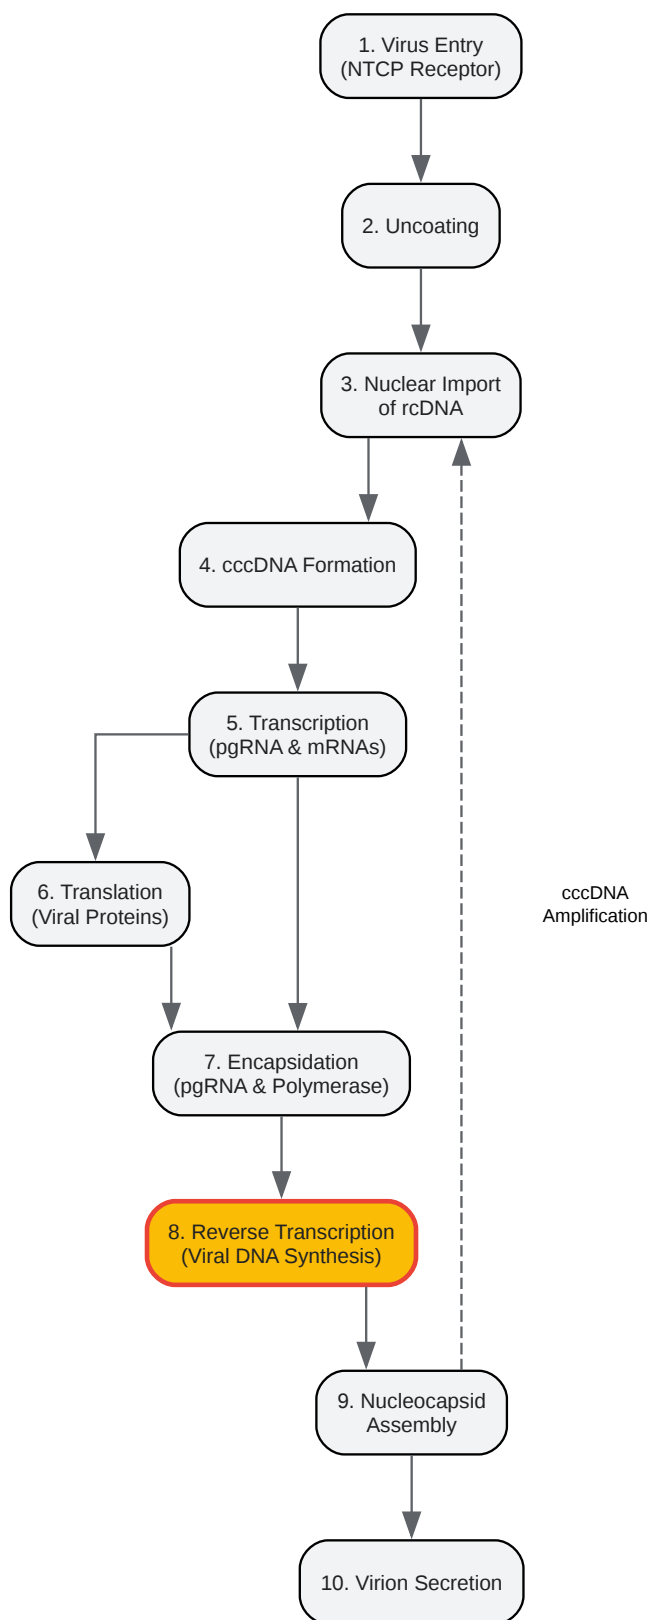 1. Virus Entry
(NTCP Receptor)
2. Uncoating
3. Nuclear Import
of rcDNA
4. cccDNA Formation
5. Transcription
(pgRNA & mRNAs)
6. Translation
(Viral Proteins)
cccDNA
Amplification
7. Encapsidation
(pgRNA & Polymerase)
8. Reverse Transcription
(Viral DNA Synthesis)
9. Nucleocapsid
Assembly
10. Virion Secretion